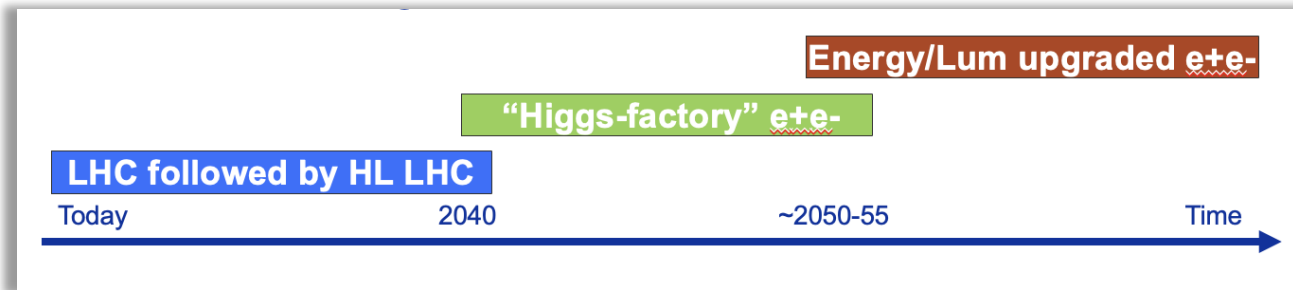 Energy/Lum upgraded e+e-
“Higgs-factory” e+e-
LHC followed by HL LHC
Today 2040 ~2050-55 Time